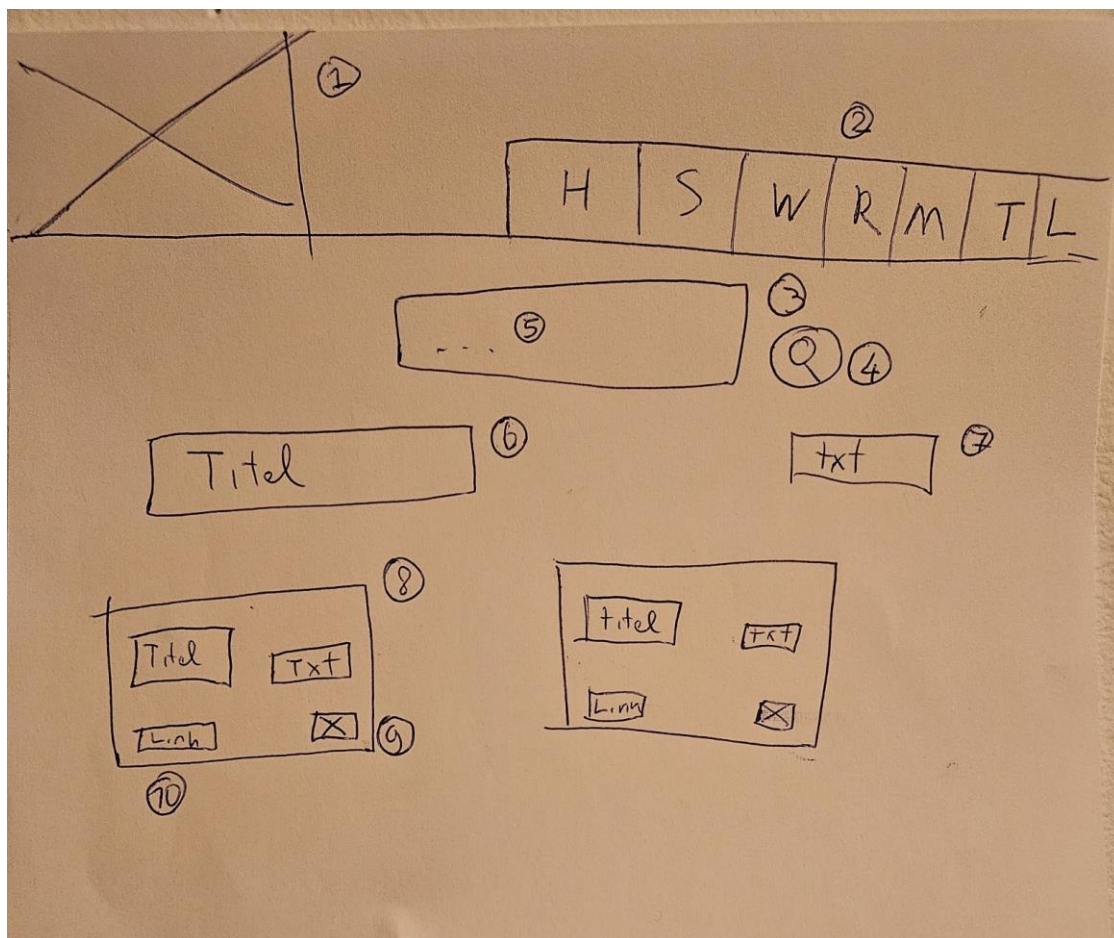 1
2
H S W R M T L
3
5
- - - .
4
Titel 6
txt 7
8
Titel Txt
Link
9
10
titel txt
Link